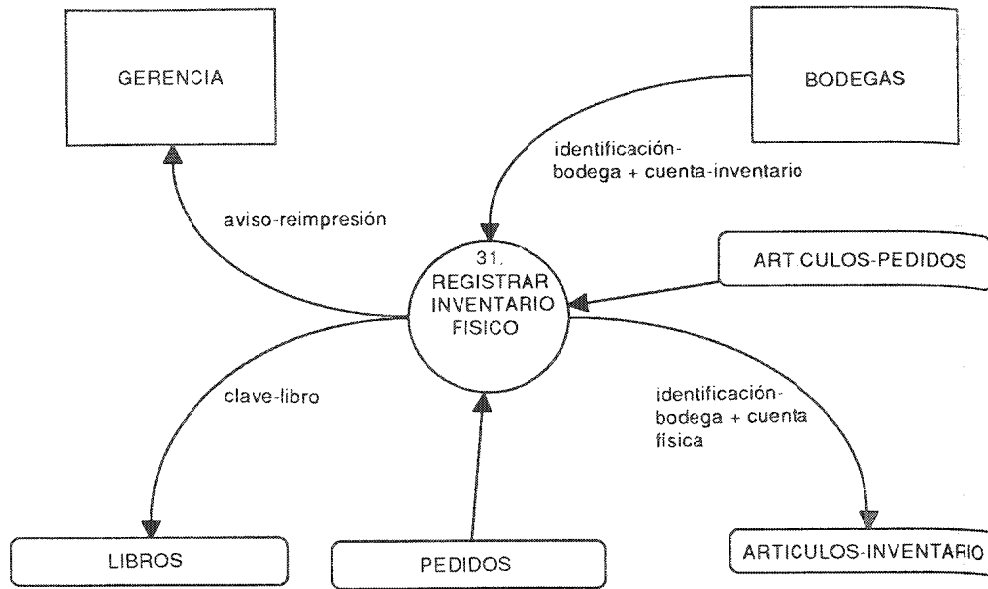 GERENCIA
BODEGAS
identificación-
bodega + cuenta-inventario
aviso-reimpresión
ART CULOS-PEDIDOS
31.
REGISTRAR
INVENTARIO
FISICO
clave-libro
identificación-
bodega + cuenta
física
LIBROS
PEDIDOS
ARTICULOS-INVENTARIO